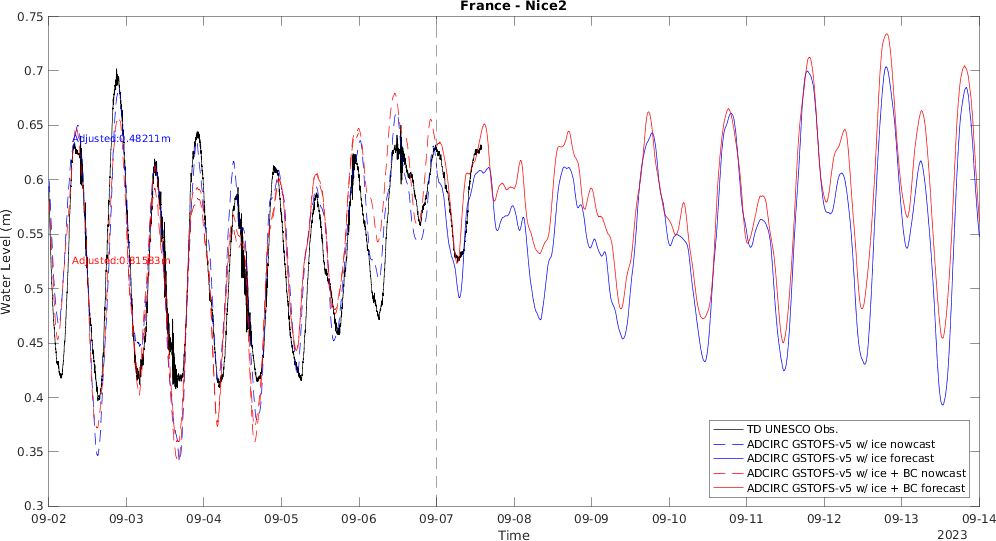 France - Nice2
0.75
0.7
0.65
0.6
0.55
0.5
0.45
0.4
0.35
0.3
Water Level (m)
Adjusted:0.48211m
Adjusted:0.81583m
TD UNESCO Obs.
ADCIRC GSTOFS-v5 w/ ice nowcast
ADCIRC GSTOFS-v5 w/ ice forecast
ADCIRC GSTOFS-v5 w/ ice + BC nowcast
ADCIRC GSTOFS-v5 w/ ice + BC forecast
09-02 09-03 09-04 09-05 09-06 09-07 09-08 09-09 09-10 09-11 09-12 09-13 09-14
Time
2023